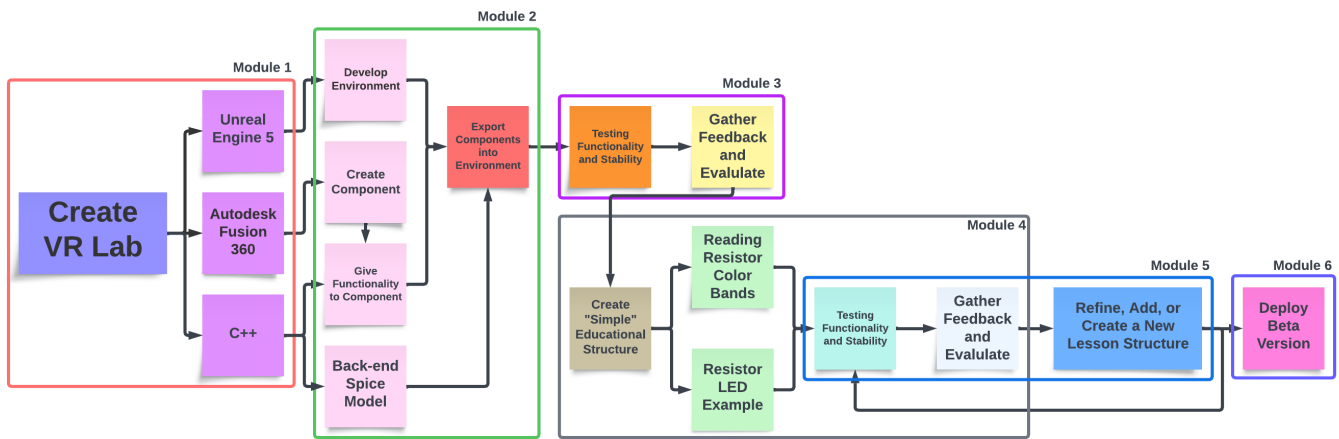 Module 1
Create
VR Lab
Unreal
Engine 5
Autodesk
Fusion
360
C++
Module 2
Develop
Environment
Create
Component
Give
Functionality
to Component
Back-end
Spice
Model
Export
Components
into
Environment
Module 3
Testing
Functionality
and Stability
Gather
Feedback
and
Evalulate
Module 4
Create
"Simple"
Educational
Structure
Reading
Resistor
Color
Bands
Resistor
LED
Example
Module 5
Testing
Functionality
and Stability
Gather
Feedback
and
Evalulate
Refine, Add, or
Create a New
Lesson Structure
Module 6
Deploy
Beta
Version